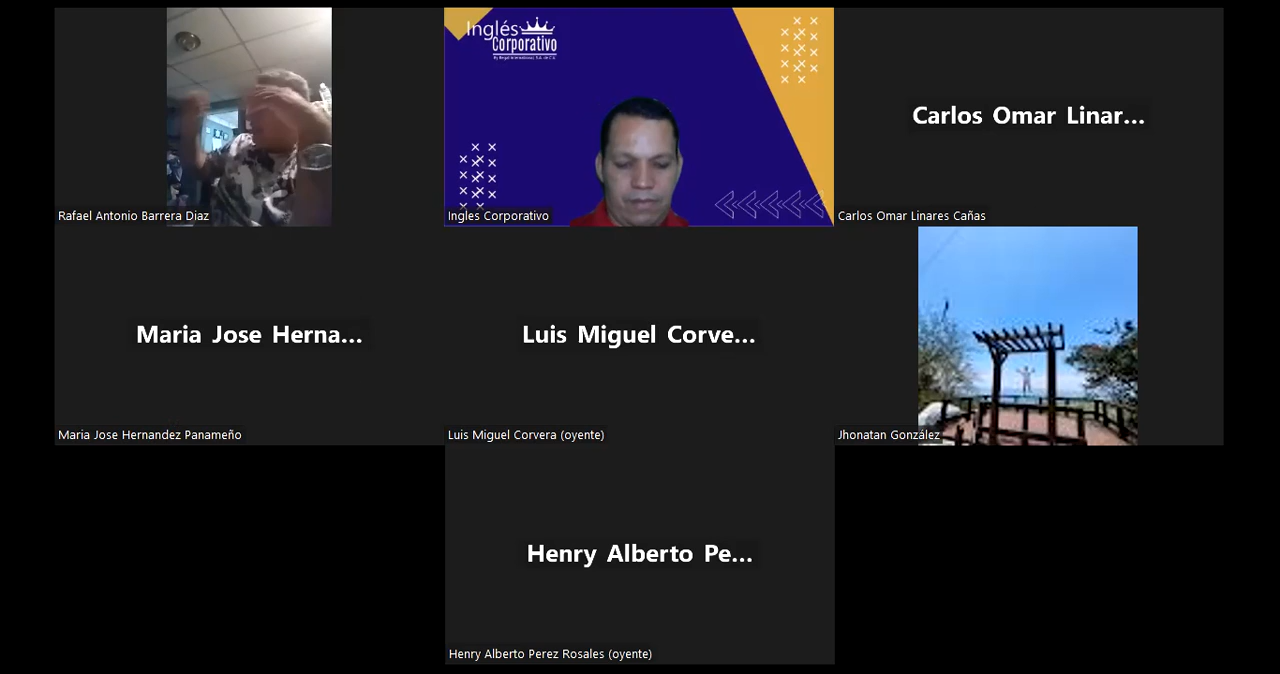 Inglés
Corporativo
Rafael Antonio Barrera Diaz
Ingles Corporativo
Carlos Omar Linar...
Carlos Omar Linares Cañas
Maria Jose Herna...
Maria Jose Hernandez Panameño
Luis Miguel Corve...
Luis Miguel Corvera (oyente)
Jhonatan González
Henry Alberto Pe...
Henry Alberto Perez Rosales (oyente)